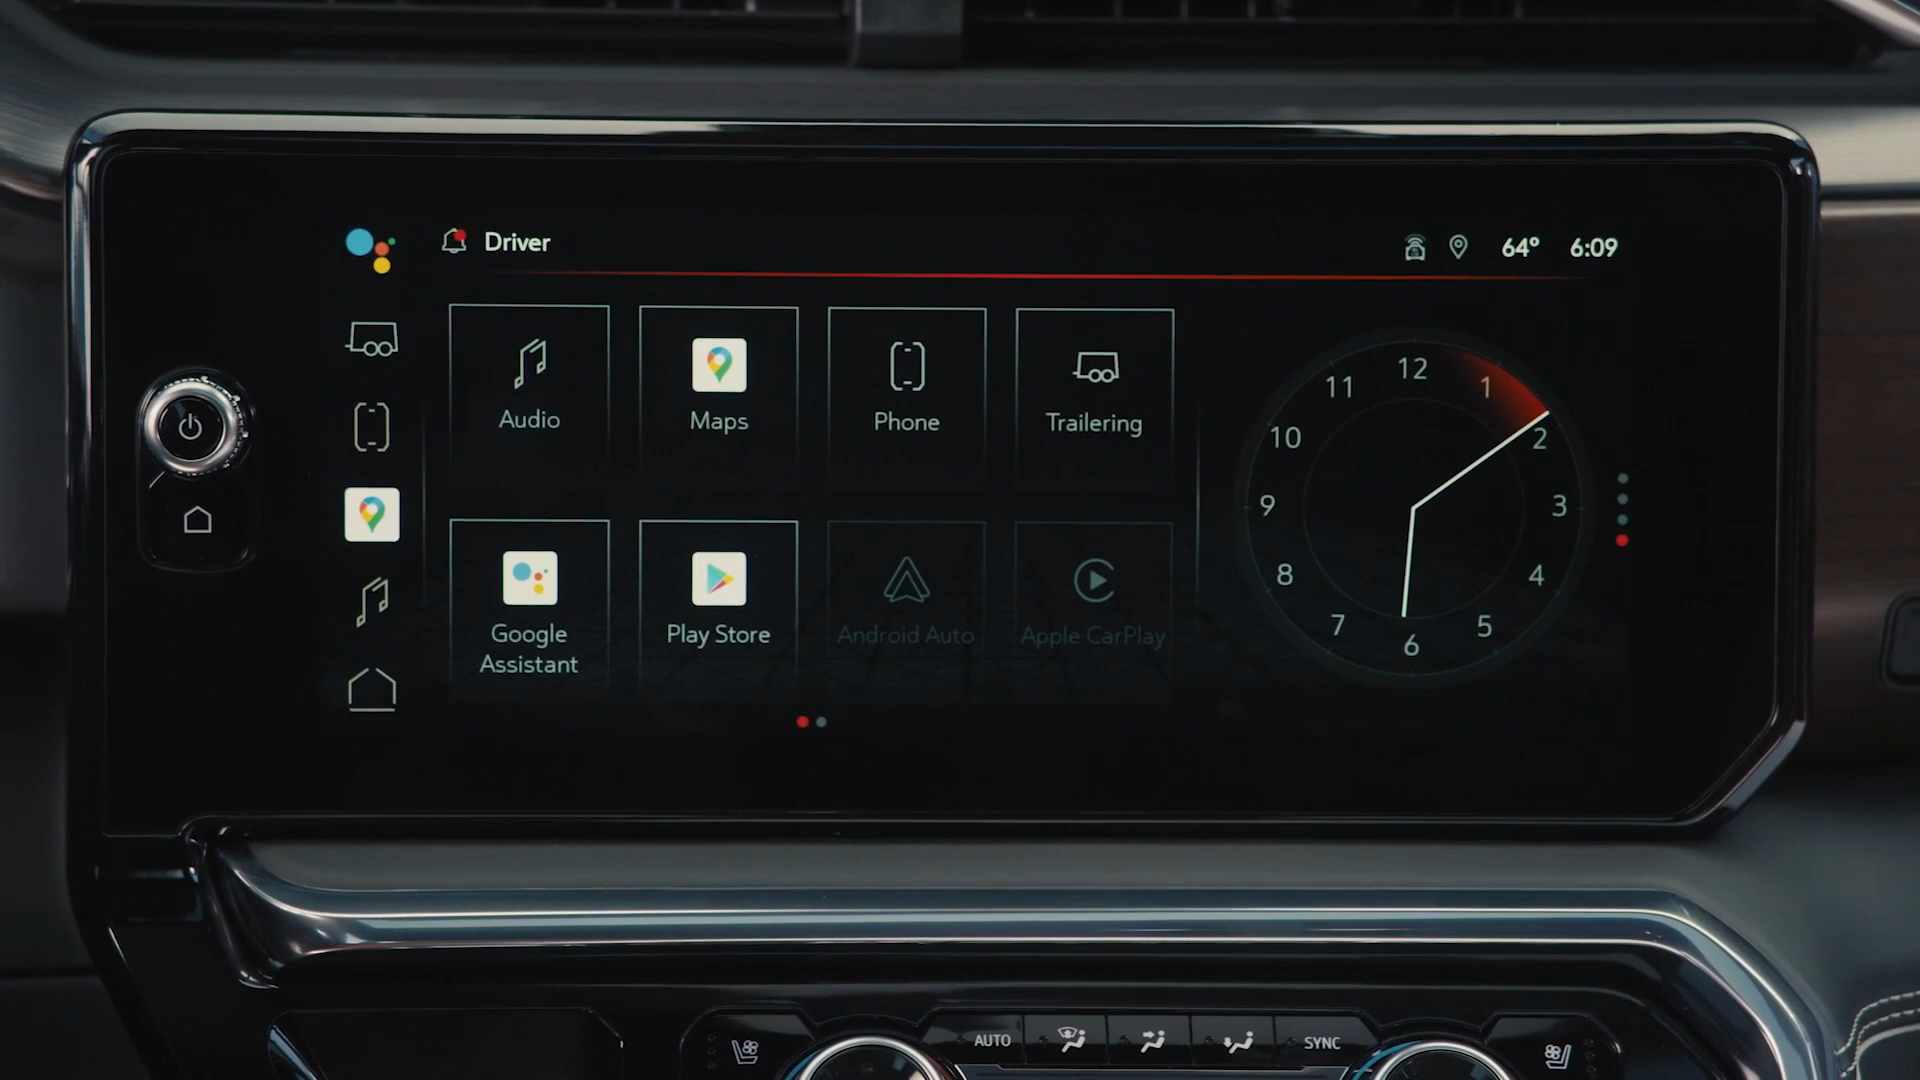 Driver
64° 6:09
Audio
Maps
Phone
Trailering
Google
Assistant
Play Store
Android Auto
Apple CarPlay
12
1
2
3
4
5
6
7
8
9
10
11
AUTO
SYNC